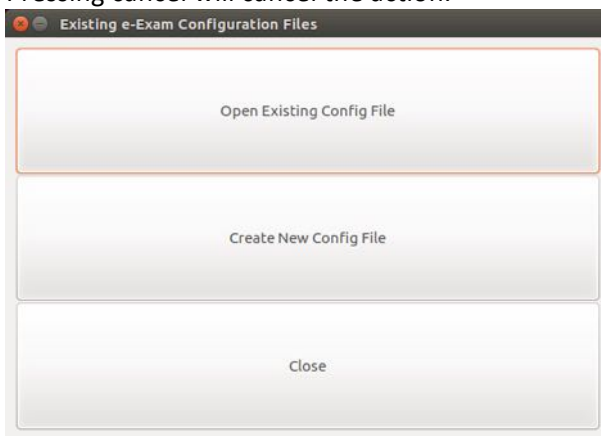 Pressing cancel will cancel the action.
Existing e-Exam Configuration Files
Open Existing Config File
Create New Config File
Close